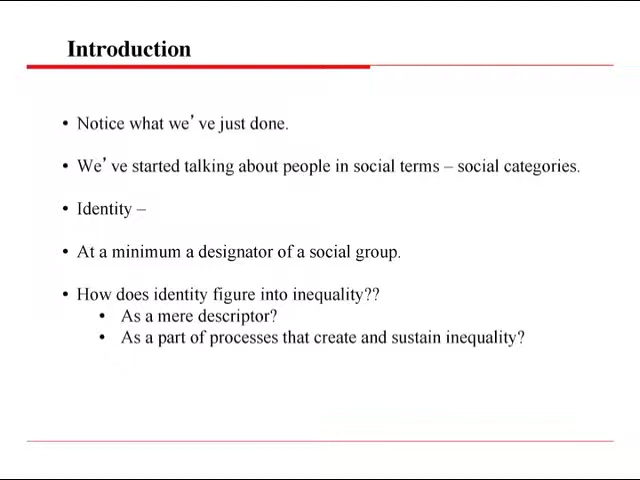 Introduction
• Notice what we’ve just done.
• We’ve started talking about people in social terms – social categories.
• Identity –
• At a minimum a designator of a social group.
• How does identity figure into inequality??
• As a mere descriptor?
• As a part of processes that create and sustain inequality?